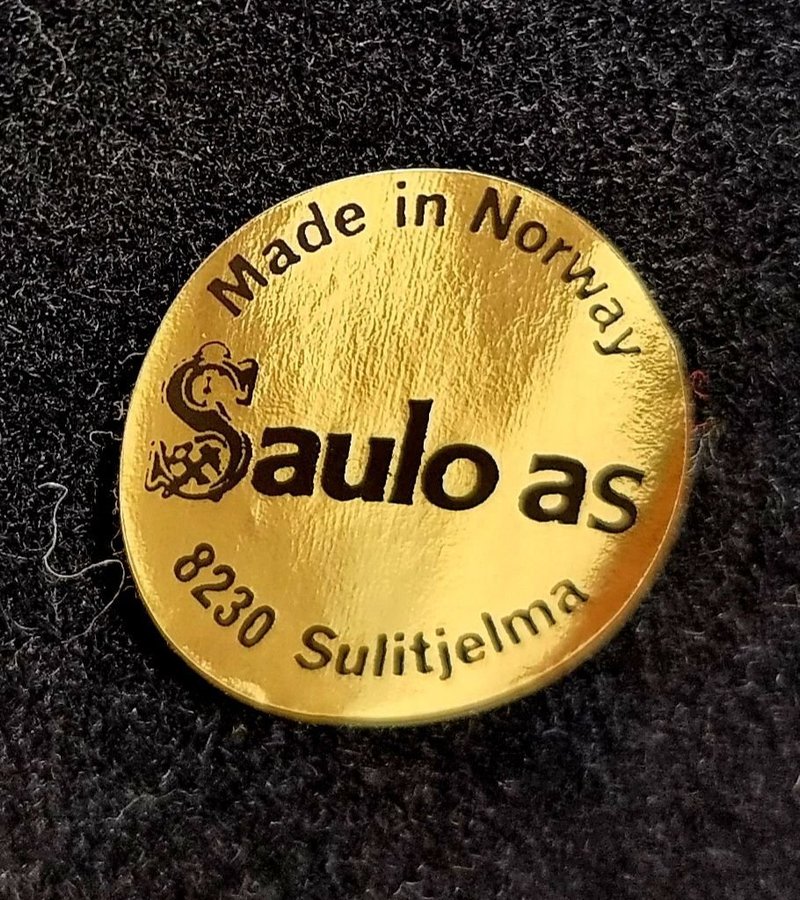 Made in Norway
Saulo as
8230 Sulitjelma